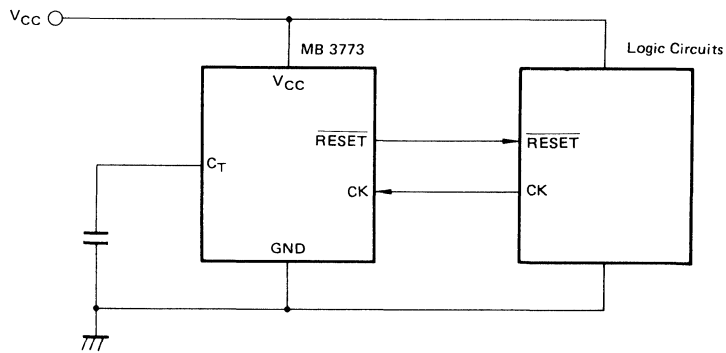 VCC
MB 3773
Logic Circuits
VCC
RESET
RESET
CT
CK
CK
GND